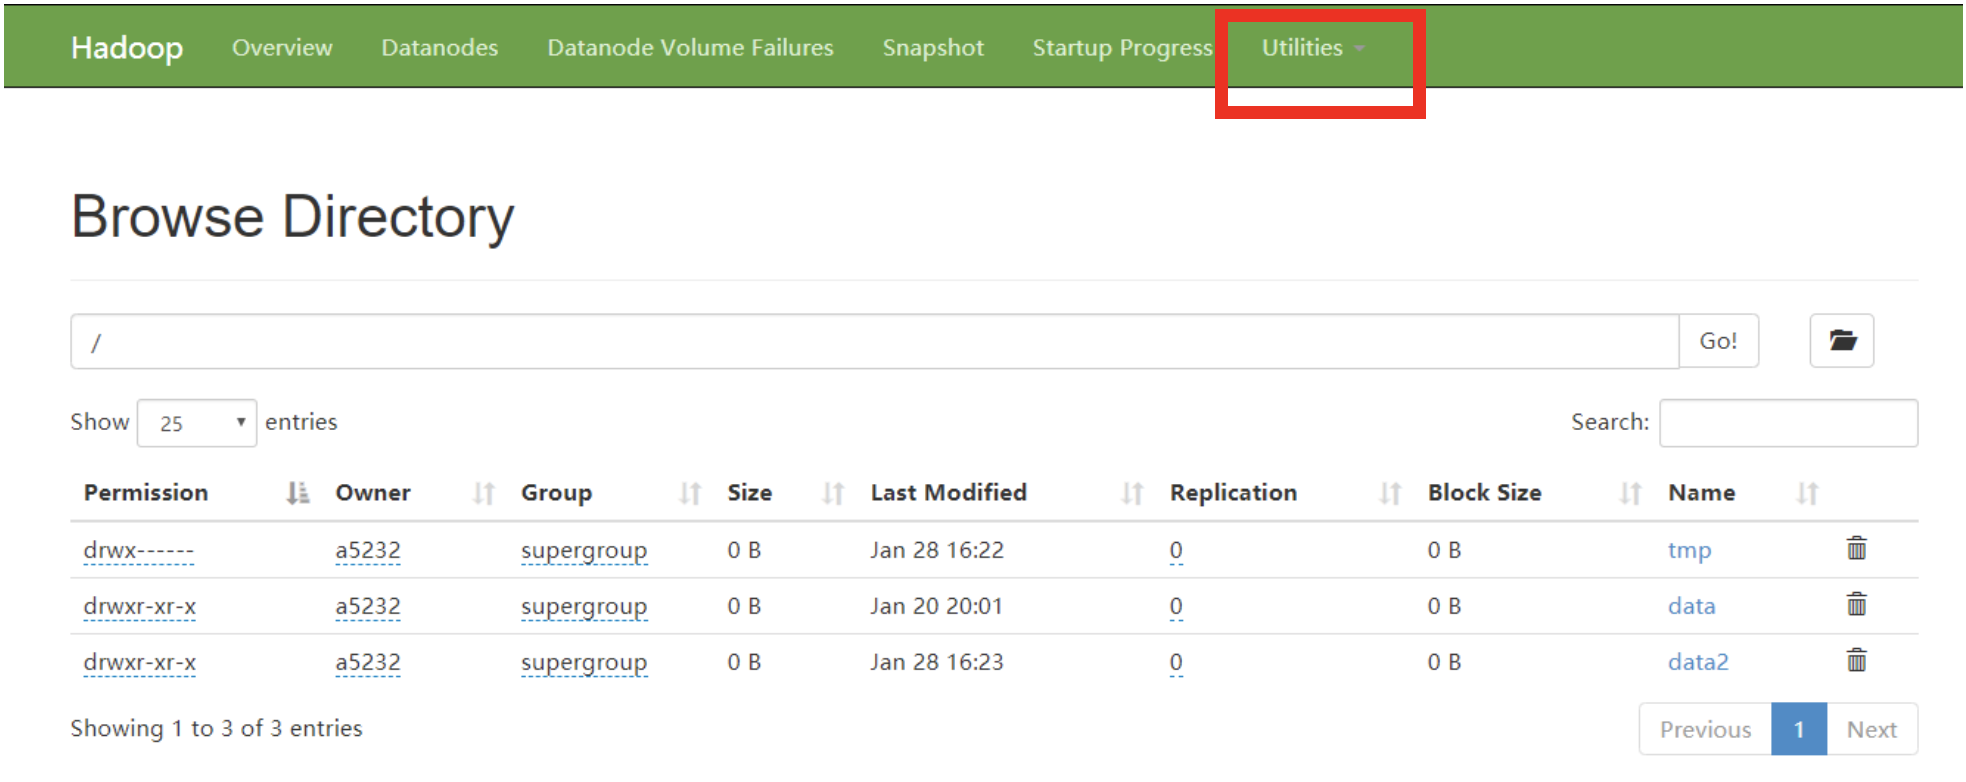 Hadoop Overview Datanodes Datanode Volume Failures Snapshot Startup Progress Utilities
Browse Directory
/ Go!
Show 25 entries Search:
Permission Owner Group Size Last Modified Replication Block Size Name
drwx------ a5232 supergroup 0 B Jan 28 16:22 0 0 B tmp
drwxr-xr-x a5232 supergroup 0 B Jan 20 20:01 0 0 B data
drwxr-xr-x a5232 supergroup 0 B Jan 28 16:23 0 0 B data2
Showing 1 to 3 of 3 entries Previous 1 Next